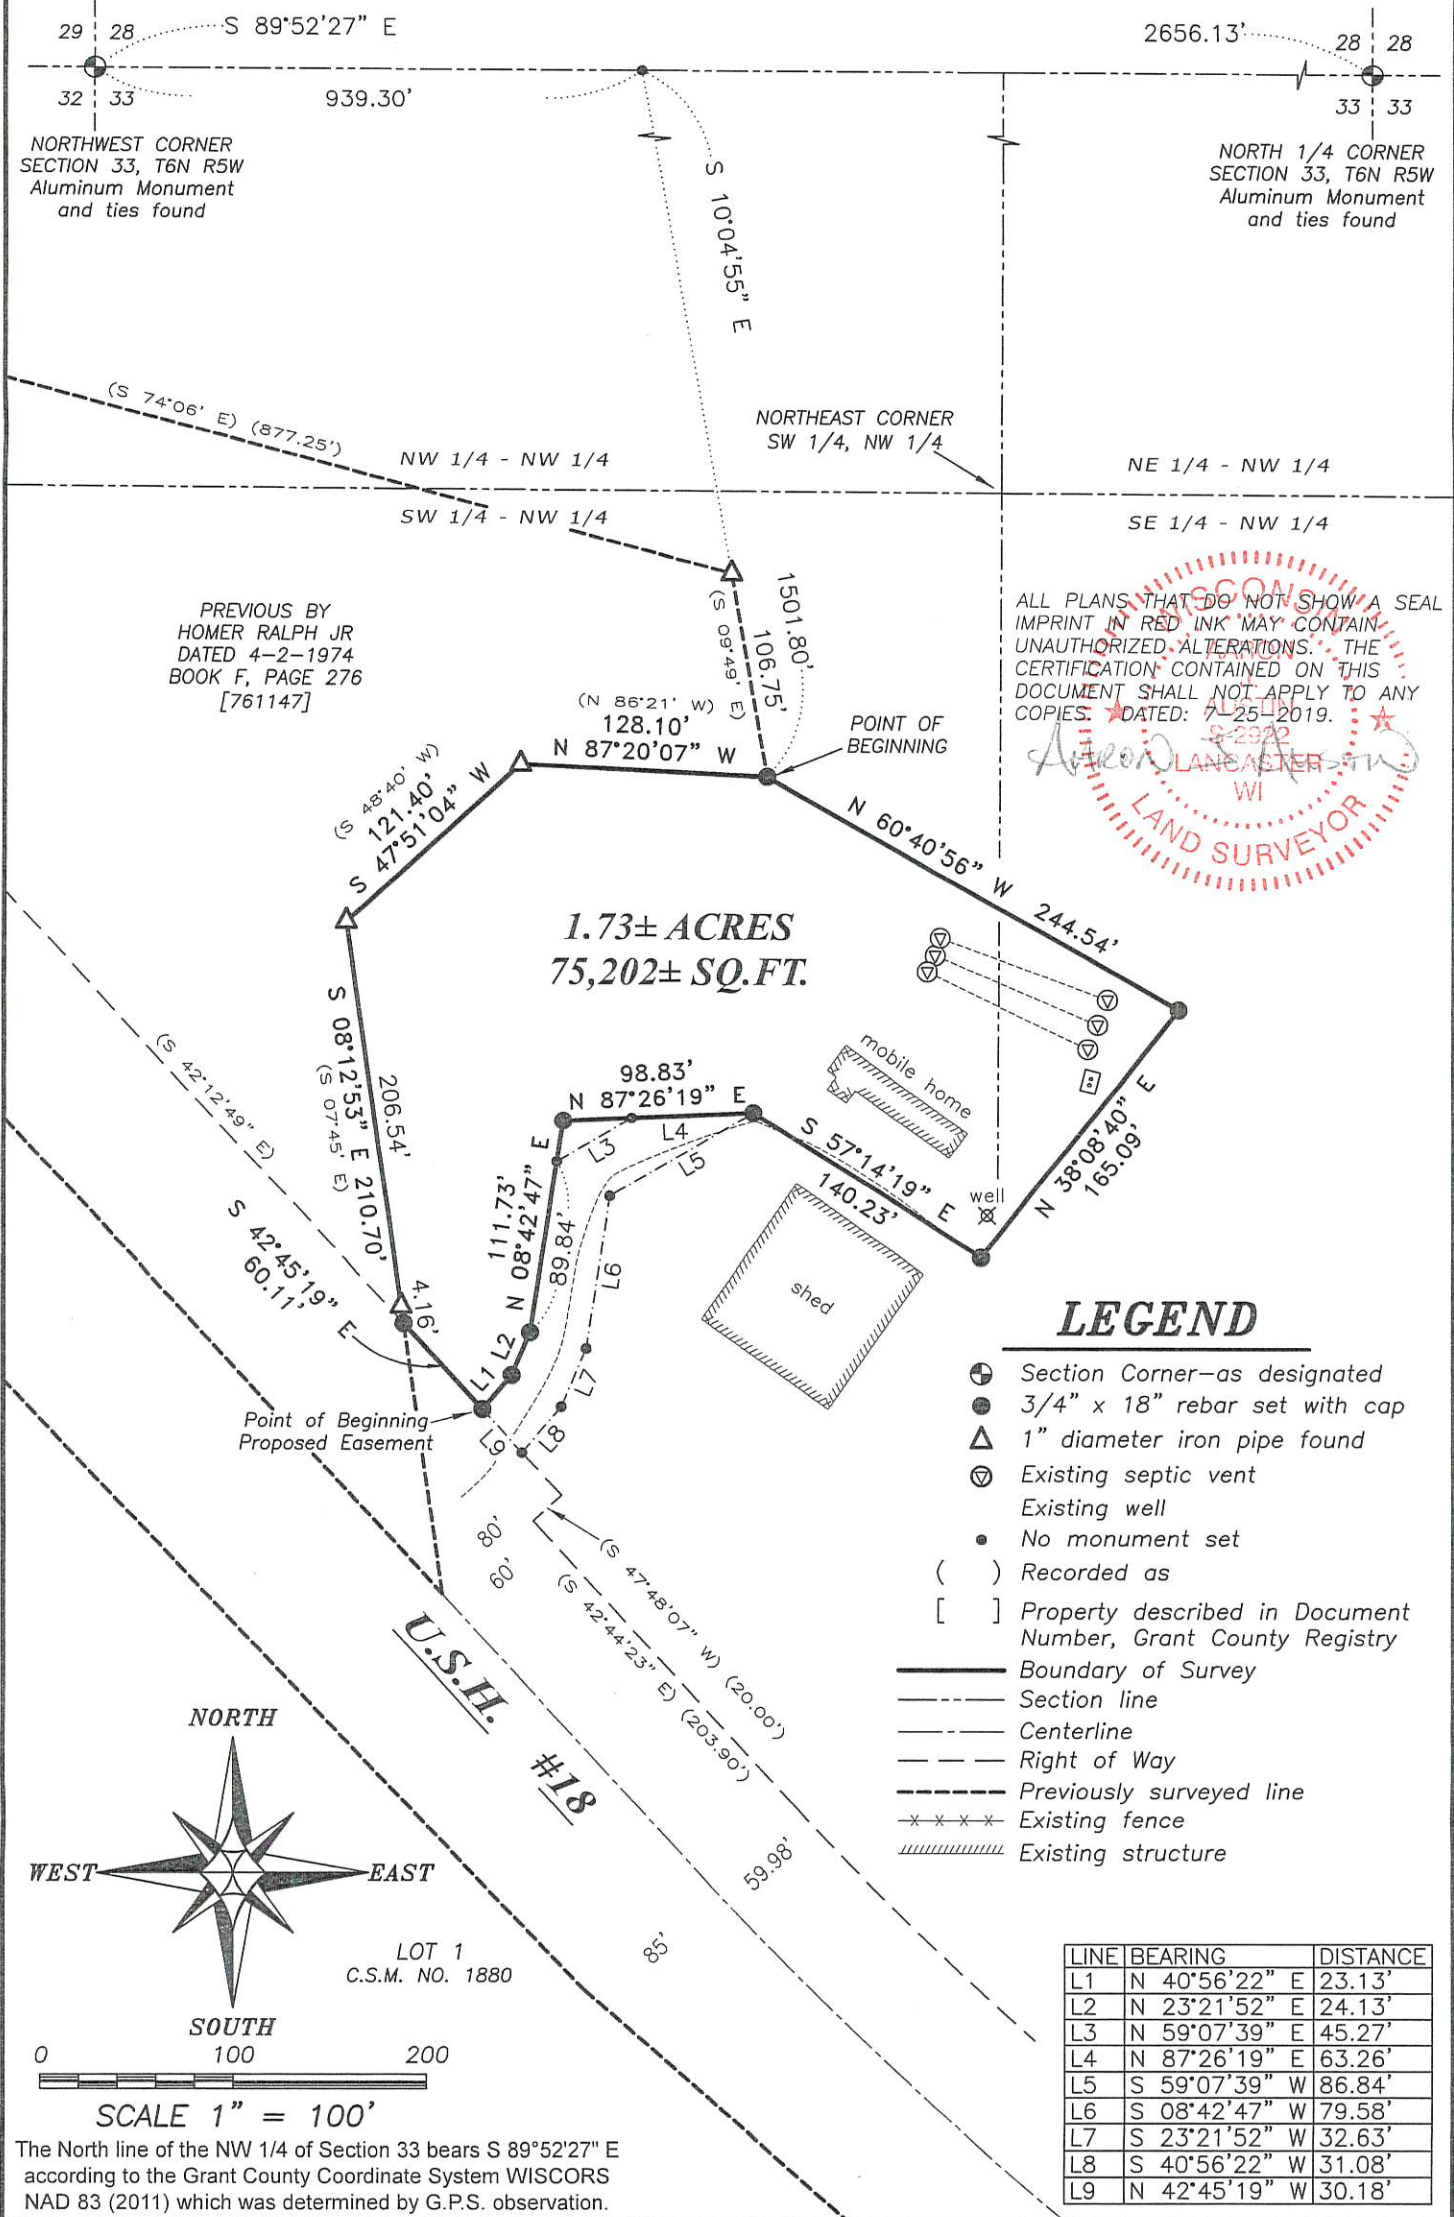 29 28
S 89°52'27" E
2656.13'
28 28
32 33
939.30'
33 33
NORTHWEST CORNER
SECTION 33, T6N R5W
Aluminum Monument
and ties found
NORTH 1/4 CORNER
SECTION 33, T6N R5W
Aluminum Monument
and ties found
S 10°04'55" E
(S 74°06' E) (877.25')
NORTHEAST CORNER
SW 1/4, NW 1/4
NW 1/4 - NW 1/4
NE 1/4 - NW 1/4
SW 1/4 - NW 1/4
SE 1/4 - NW 1/4
1501.80'
106.75'
(S 09°49' E)
PREVIOUS BY
HOMER RALPH JR
DATED 4-2-1974
BOOK F, PAGE 276
[761147]
ALL PLANS THAT DO NOT SHOW A SEAL
IMPRINT IN RED INK MAY CONTAIN
UNAUTHORIZED ALTERATIONS. THE
CERTIFICATION CONTAINED ON THIS
DOCUMENT SHALL NOT APPLY TO ANY
COPIES. DATED: 7-25-2019.
WISCONSIN
AARON
AUSTIN
S-2922
LANCASTER
WI
LAND SURVEYOR
(N 86°21' W)
128.10'
N 87°20'07" W
POINT OF
BEGINNING
(S 48°40' W)
121.40'
S 47°51'04" W
N 60°40'56" W 244.54'
1.73± ACRES
75,202± SQ.FT.
S 08°12'53" E 210.70'
(S 07°45' E)
206.54'
4.16'
(S 42°12'49" E)
S 42°45'19" E
60.11'
98.83'
N 87°26'19" E
L3
L4
L5
111.73'
N 08°42'47" E
89.84'
mobile home
S 57°14'19" E
140.23'
N 38°08'40" E
165.09'
well
shed
L6
L2
L1
L7
L8
L9
Point of Beginning
Proposed Easement
80'
60'
(S 47°48'07" W) (20.00')
(S 42°44'23" E) (203.90')
U.S.H. #18
59.98'
85'
LEGEND
Section Corner-as designated
3/4" x 18" rebar set with cap
1" diameter iron pipe found
Existing septic vent
Existing well
No monument set
( ) Recorded as
[ ] Property described in Document
Number, Grant County Registry
Boundary of Survey
Section line
Centerline
Right of Way
Previously surveyed line
Existing fence
Existing structure
NORTH
WEST
EAST
SOUTH
LOT 1
C.S.M. NO. 1880
0 100 200
SCALE 1" = 100'
The North line of the NW 1/4 of Section 33 bears S 89°52'27" E
according to the Grant County Coordinate System WISCORS
NAD 83 (2011) which was determined by G.P.S. observation.
LINE BEARING DISTANCE
L1 N 40°56'22" E 23.13'
L2 N 23°21'52" E 24.13'
L3 N 59°07'39" E 45.27'
L4 N 87°26'19" E 63.26'
L5 S 59°07'39" W 86.84'
L6 S 08°42'47" W 79.58'
L7 S 23°21'52" W 32.63'
L8 S 40°56'22" W 31.08'
L9 N 42°45'19" W 30.18'